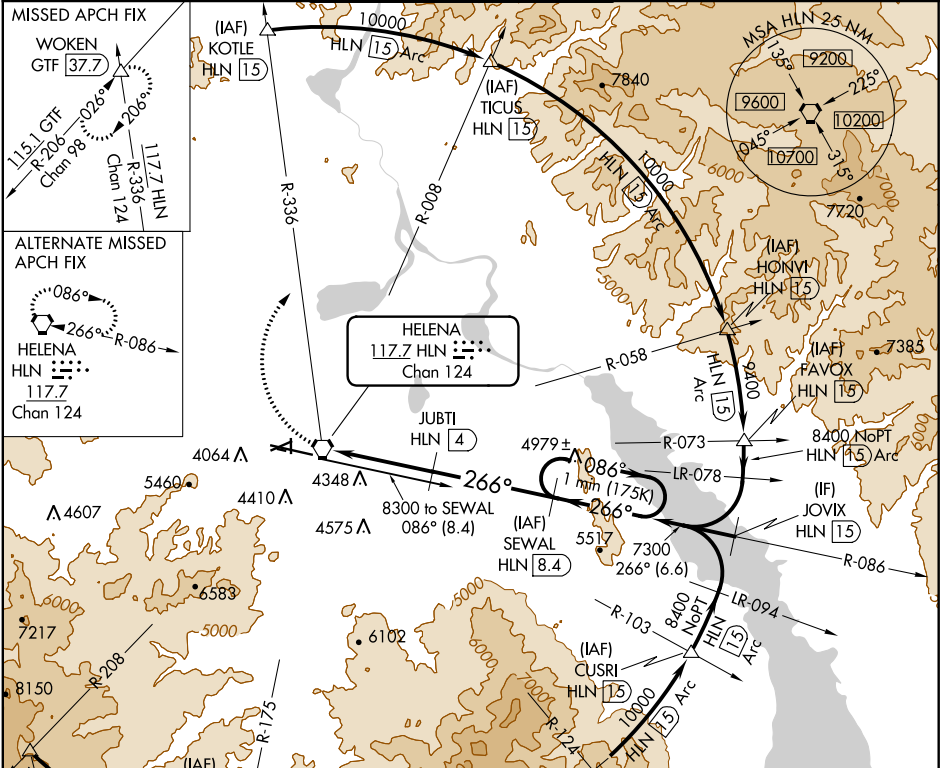 MISSED APCH FIX
WOKEN
GTF 37.7
026°
206°
115.1 GTF
R-206
Chan 98
117.7 HLN
R-336
Chan 124
ALTERNATE MISSED
APCH FIX
086°
266°
R-086
HELENA
HLN
117.7
Chan 124
(IAF)
KOTLE
HLN 15
10000
HLN 15 Arc
(IAF)
TICUS
HLN 15
7840
MSA HLN 25 NM
135°
9200
225°
9600
10200
045°
10700
315°
6000
7000
7720
10000
HLN 15 Arc
R-336
R-008
(IAF)
HONVI
HLN 15
6000
5000
R-058
7385
HELENA
117.7 HLN
Chan 124
9400
HLN 15
Arc
(IAF)
FAVOX
HLN 15
JUBTI
HLN 4
4979 ±
R-073
8400 NoPT
HLN 15 Arc
4064
086°
1 min (175K)
LR-078
4348
266°
266°
5460
4410
8300 to SEWAL
086° (8.4)
(IF)
JOVIX
HLN 15
4607
4575
(IAF)
SEWAL
HLN 8.4
5517
7300
266° (6.6)
R-086
6583
6000
5000
7217
6102
R-103
8400
NoPT
HLN
15
Arc
LR-094
(IAF)
CUSRI
HLN 15
6000
7000
8150
R-208
R-175
R-124
10000
HLN 15 Arc
(IAF)